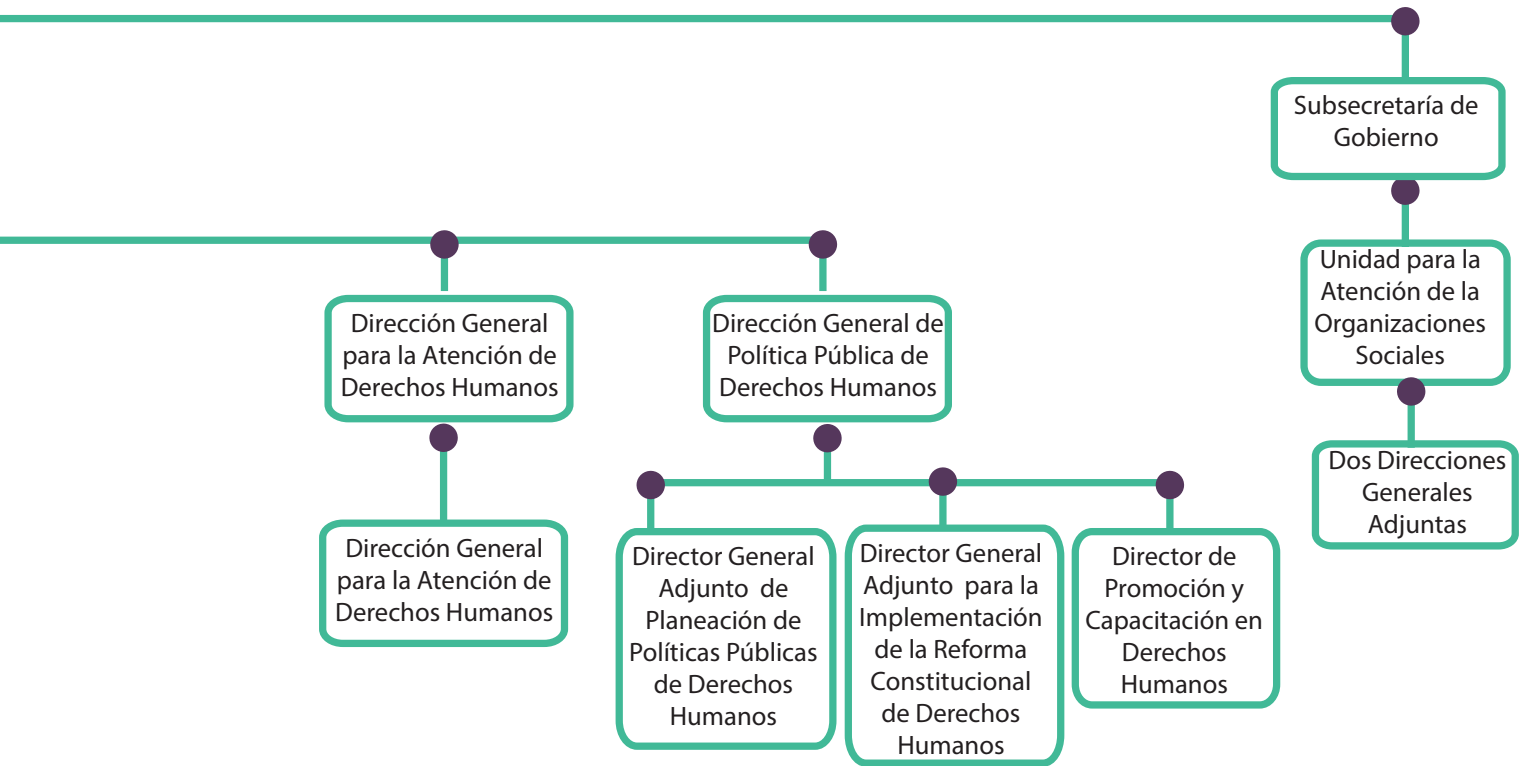 Subsecretaría de
Gobierno
Unidad para la
Atención de la
Organizaciones
Sociales
Dirección General
para la Atención de
Derechos Humanos
Dirección General de
Política Pública de
Derechos Humanos
Dos Direcciones
Generales
Adjuntas
Dirección General
para la Atención de
Derechos Humanos
Director General
Adjunto de
Planeación de
Políticas Públicas
de Derechos
Humanos
Director General
Adjunto para la
Implementación
de la Reforma
Constitucional
de Derechos
Humanos
Director de
Promoción y
Capacitación en
Derechos
Humanos